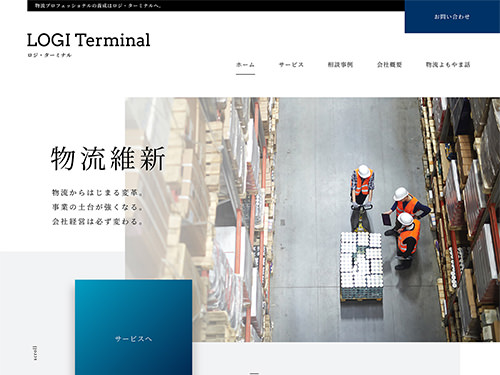 物流プロフェッショナルの養成はロジ・ターミナルへ。
お問い合わせ
LOGI Terminal
ロジ・ターミナル
ホーム サービス 相談事例 会社概要 物流よもやま話
物流維新
物流からはじまる変革。
事業の土台が強くなる。
会社経営は必ず変わる。
サービスへ
scroll